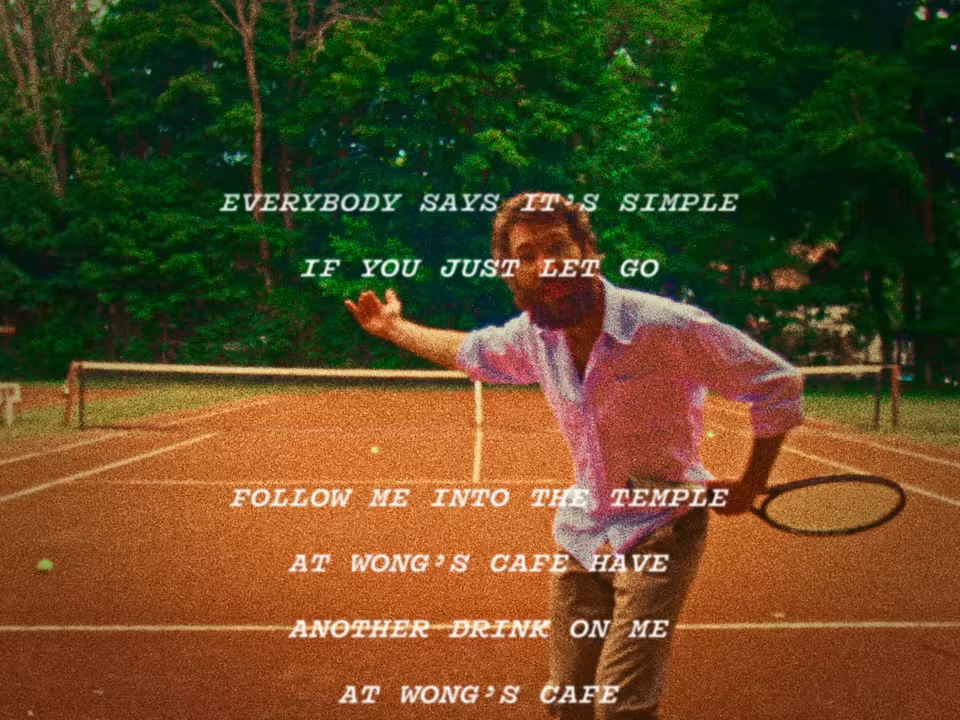 EVERYBODY SAYS IT'S SIMPLE
IF YOU JUST LET GO
FOLLOW ME INTO THE TEMPLE
AT WONG'S CAFE HAVE
ANOTHER DRINK ON ME
AT WONG'S CAFE